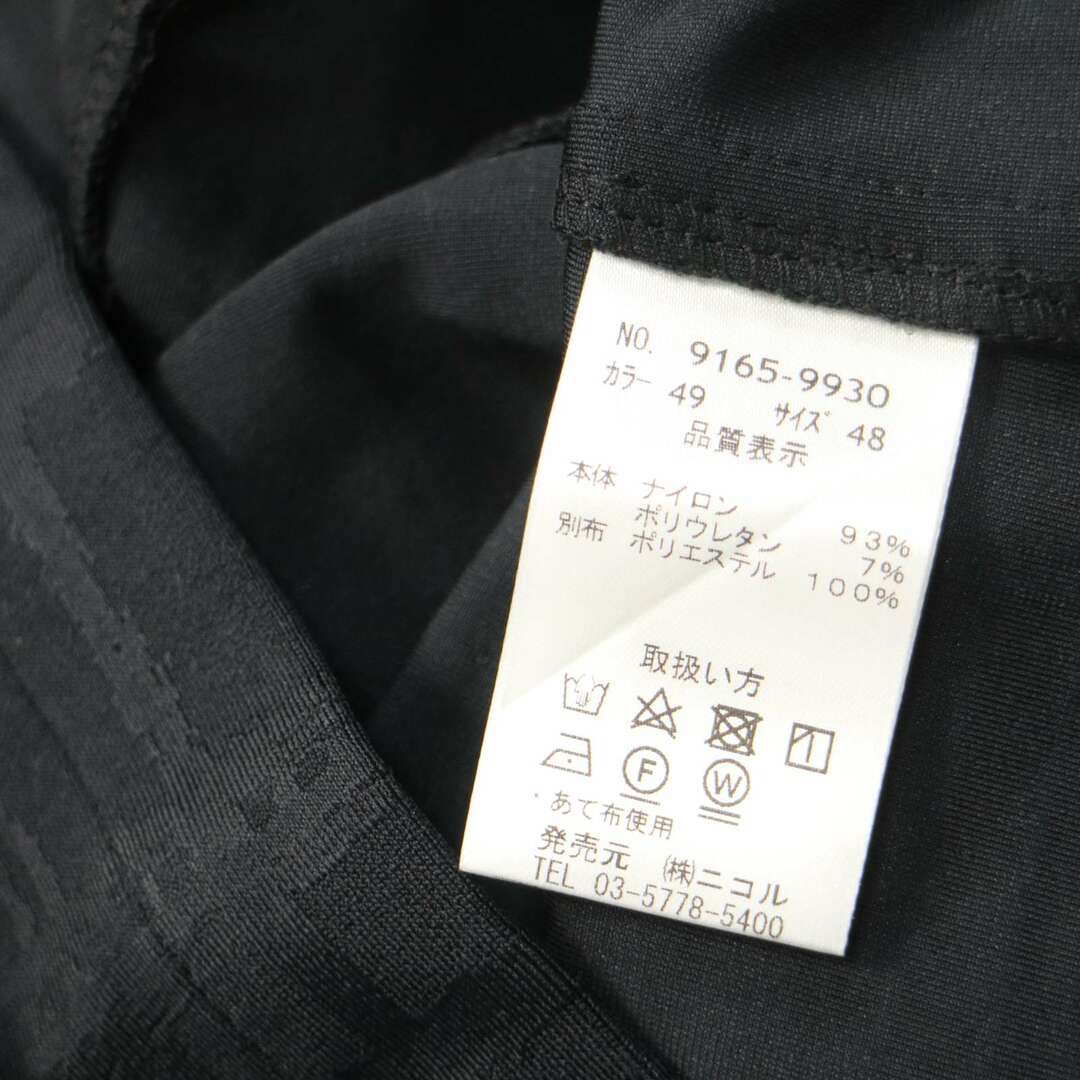 NO. 9165-9930
カラー 49 サイズ 48
品質表示
本体 ナイロン 93%
ポリウレタン 7%
別布 ポリエステル 100%
取扱い方
F W
・あて布使用
発売元 ㈱ニコル
TEL 03-5778-5400